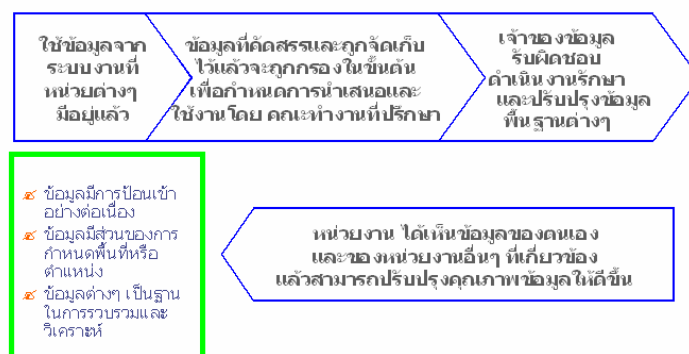 ใช้ข้อมูลจาก
ระบบงานที่
หน่วยต่างๆ
มีอยู่แล้ว
ข้อมูลที่คัดสรรและถูกจัดเก็บ
ไว้แล้วจะถูกกรองในขั้นต้น
เพื่อกำหนดการนำเสนอและ
ใช้งานโดย คณะทำงานที่ปรึกษา
เจ้าของข้อมูล
รับผิดชอบ
ดำเนินงานรักษา
และปรับปรุงข้อมูล
พื้นฐานต่างๆ
ข้อมูลมีการป้อนเข้า
อย่างต่อเนื่อง
ข้อมูลมีส่วนของการ
กำหนดพื้นที่หรือ
ตำแหน่ง
ข้อมูลต่างๆ เป็นฐาน
ในการรวบรวมและ
วิเคราะห์
หน่วยงาน ได้เห็นข้อมูลของตนเอง
และของหน่วยงานอื่นๆ ที่เกี่ยวข้อง
แล้วสามารถปรับปรุงคุณภาพข้อมูลให้ดีขึ้น